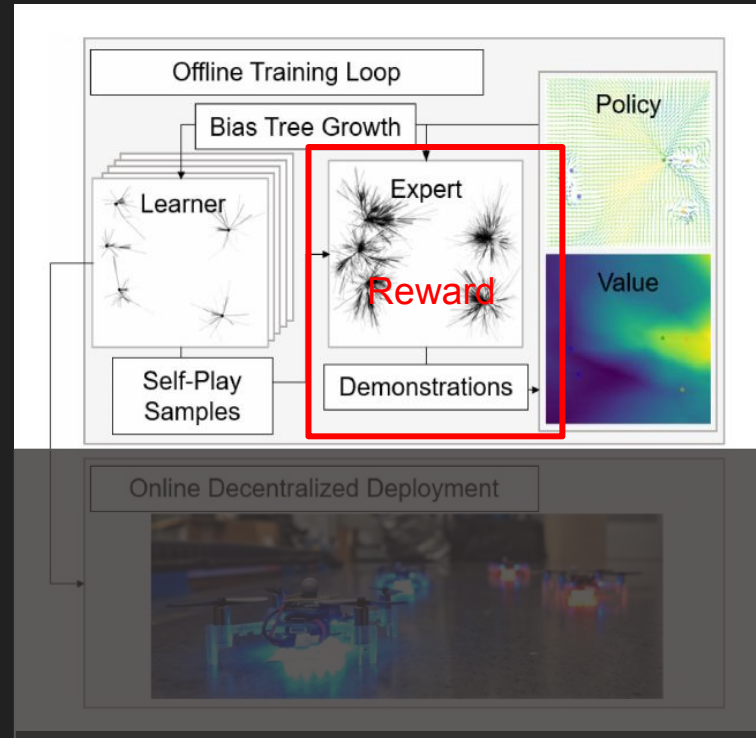 Offline Training Loop
Bias Tree Growth
Policy
Learner
Expert
Reward
Value
Self-Play
Samples
Demonstrations
Online Decentralized Deployment